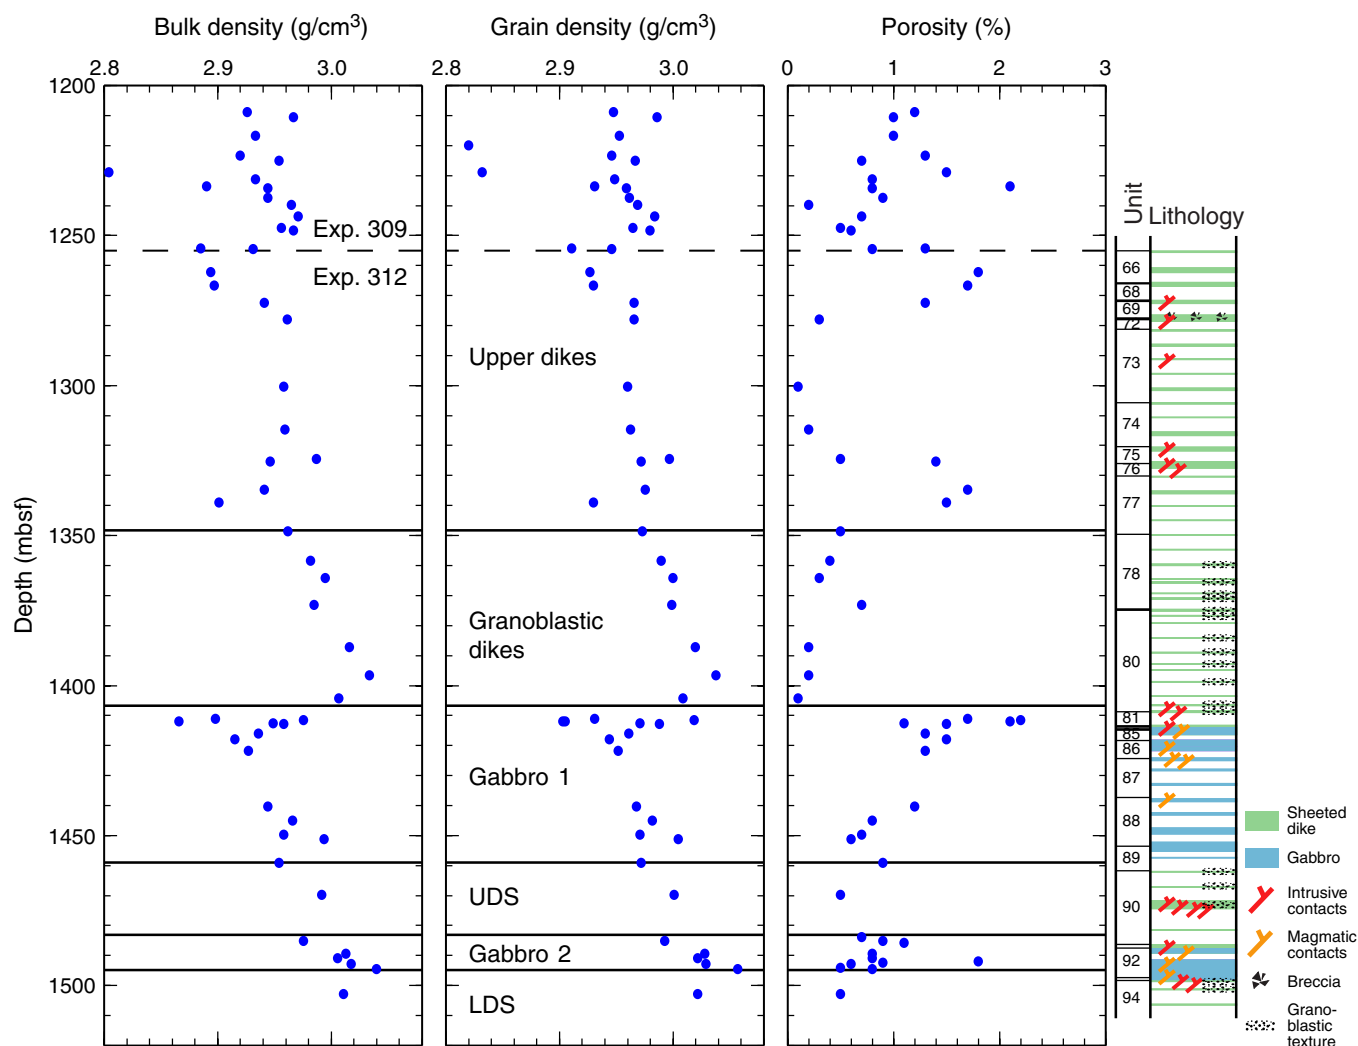 Bulk density (g/cm3)
Grain density (g/cm3)
Porosity (%)
2.8 2.9 3.0
2.8 2.9 3.0
0 1 2 3
Depth (mbsf)
1200
1250
1300
1350
1400
1450
1500
Exp. 309
Exp. 312
Upper dikes
Granoblastic
dikes
Gabbro 1
UDS
Gabbro 2
LDS
Unit
Lithology
66
68
69
72
73
74
75
76
77
78
80
81
85
86
87
88
89
90
92
94
Sheeted
dike
Gabbro
Intrusive
contacts
Magmatic
contacts
Breccia
Grano-
blastic
texture